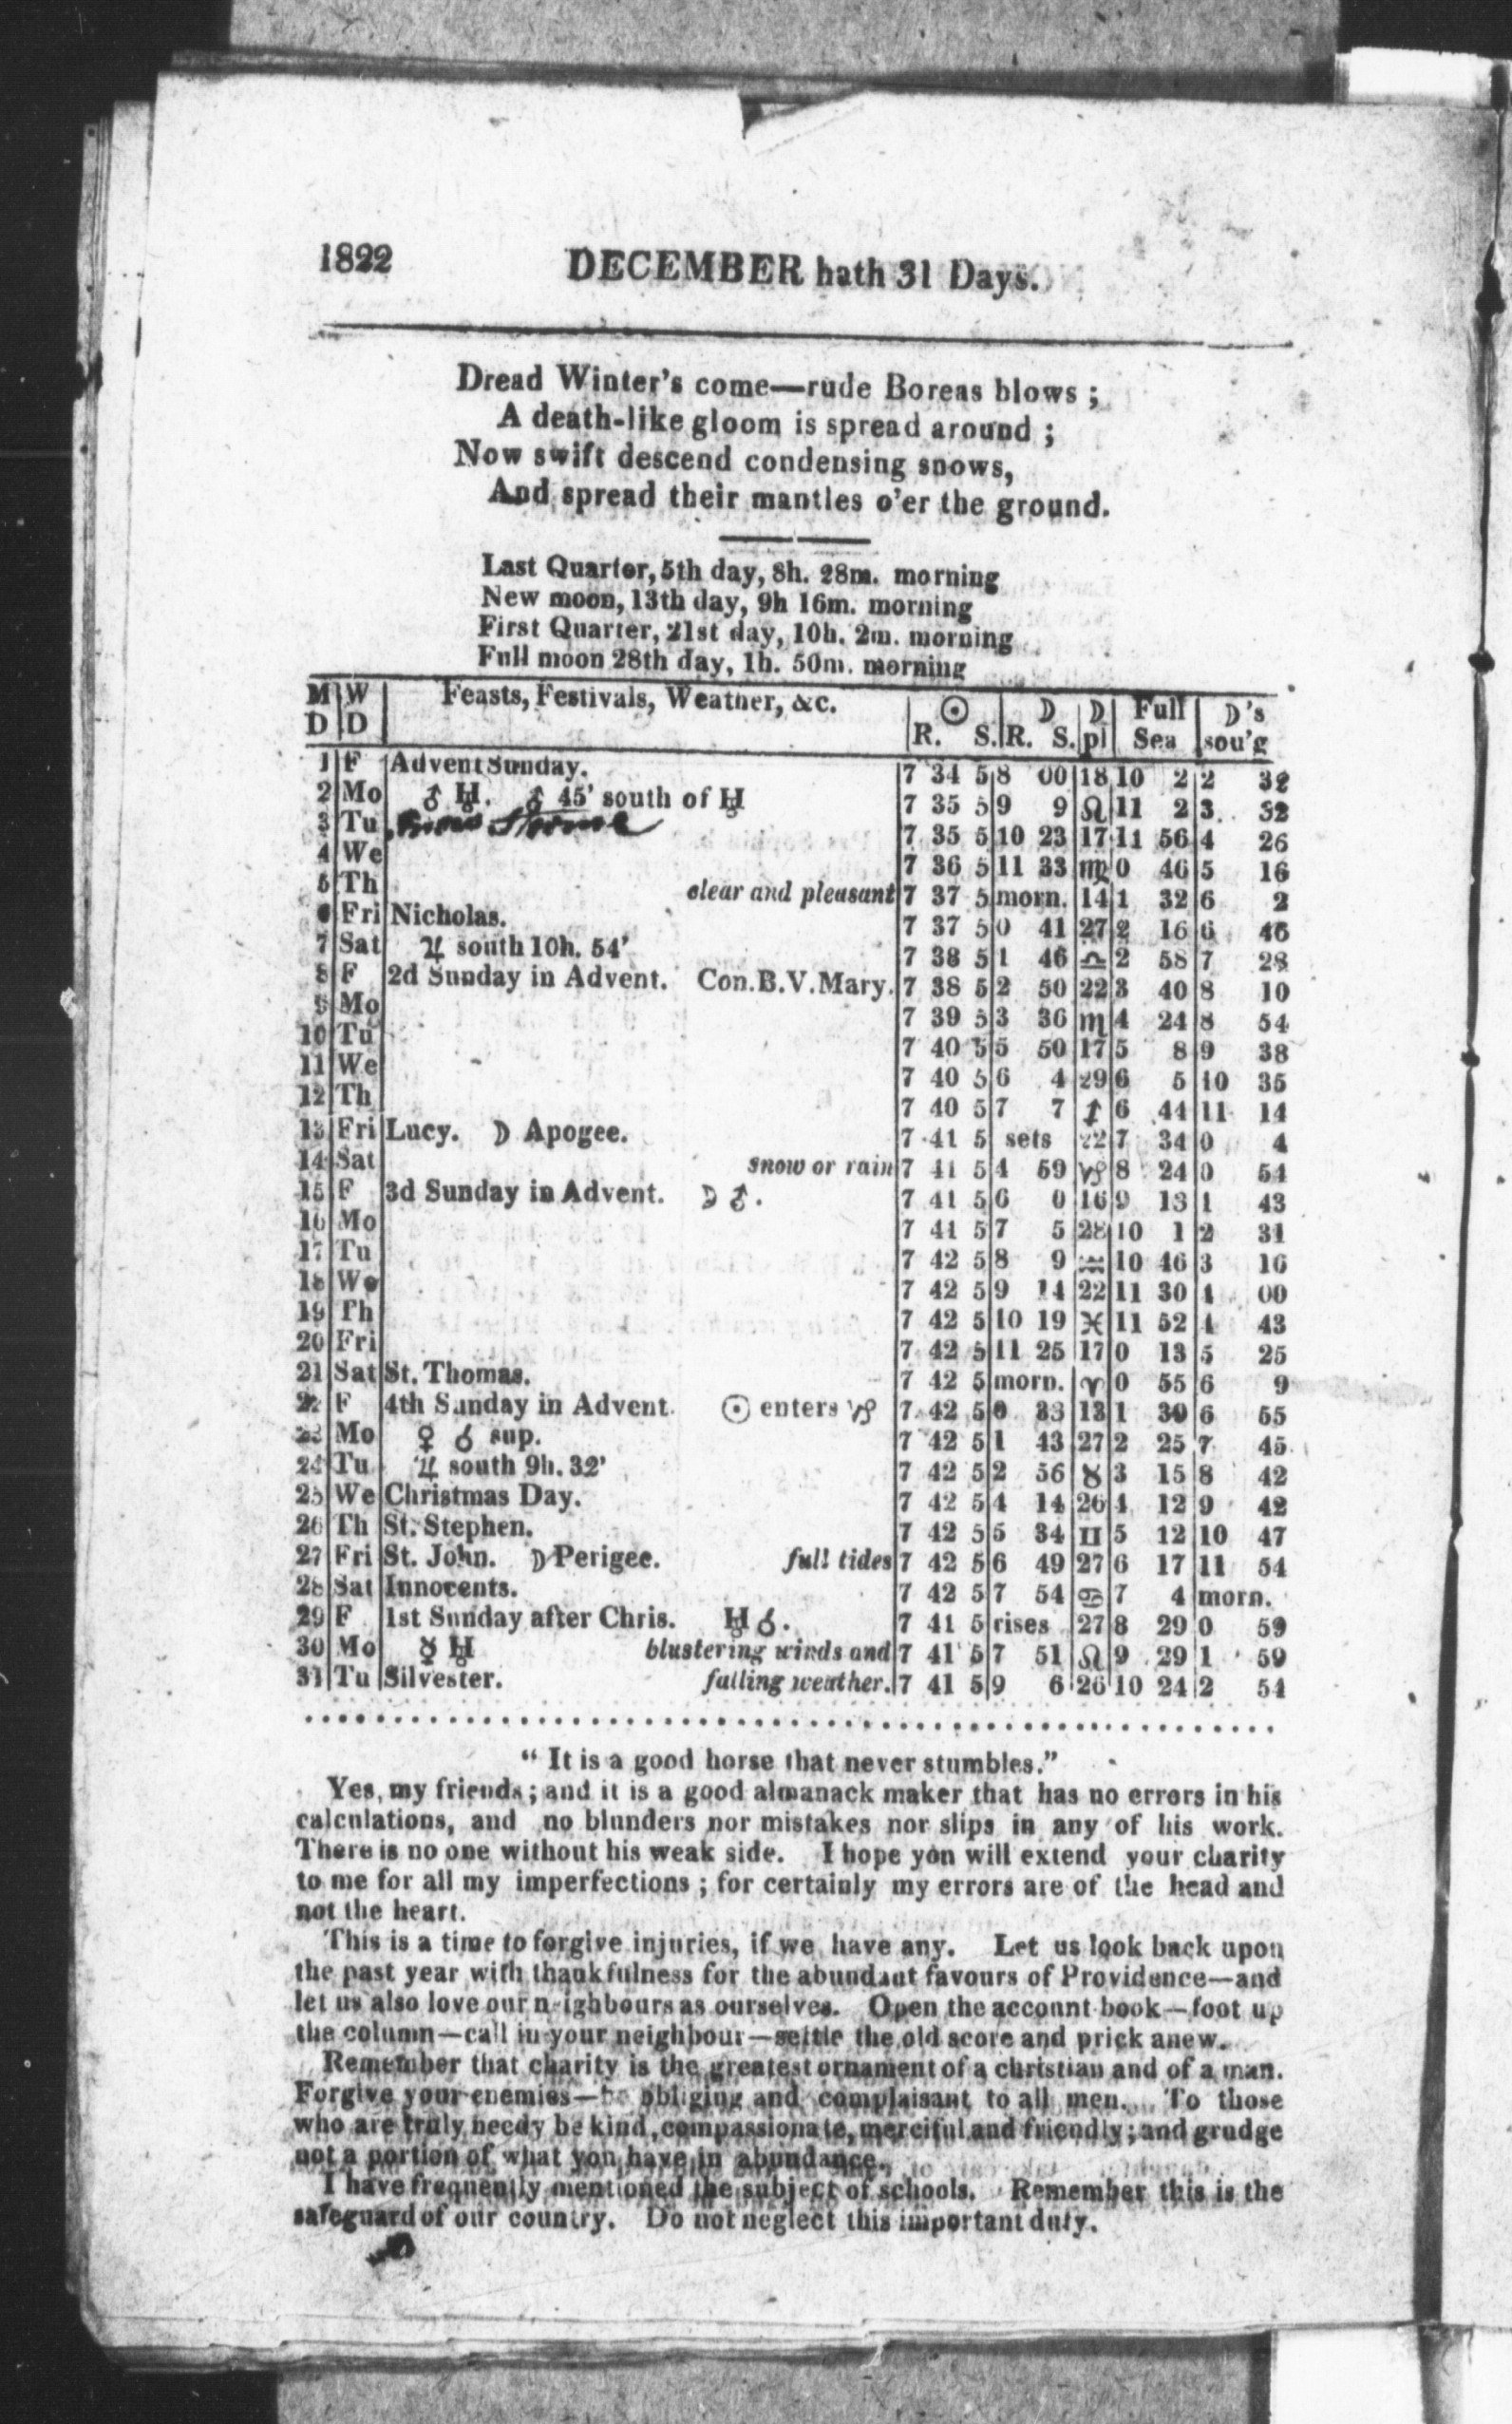 1822 DECEMBER hath 31 Days.
Dread Winter's come—rude Boreas blows ;
A death-like gloom is spread around ;
Now swift descend condensing snows,
And spread their mantles o'er the ground.
Last Quarter, 5th day, 8h. 28m. morning
New moon, 13th day, 9h 16m. morning
First Quarter, 21st day, 10h. 2m. morning
Full moon 28th day, 1h. 50m. morning
M W Feasts, Festivals, Weather, &c. ☉ ☽ ☽ Full ☽'s
D D R. S. R. S. pl Sea sou'g
1 F Advent Sunday. 7 34 5 8 00 18 10 2 2 32
2 Mo ♂ ♅. ♂ 45' south of ♅ 7 35 5 9 9 ♌ 11 2 3 32
3 Tu Snow Storme 7 35 5 10 23 17 11 56 4 26
4 We 7 36 5 11 33 ♍ 0 46 5 16
5 Th clear and pleasant 7 37 5 morn. 14 1 32 6 2
6 Fri Nicholas. 7 37 5 0 41 27 2 16 6 46
7 Sat ♃ south 10h. 54' 7 38 5 1 46 ♎ 2 58 7 28
8 F 2d Sunday in Advent. Con.B.V.Mary. 7 38 5 2 50 22 3 40 8 10
9 Mo 7 39 5 3 36 ♏ 4 24 8 54
10 Tu 7 40 5 5 50 17 5 8 9 38
11 We 7 40 5 6 4 29 6 5 10 35
12 Th 7 40 5 7 7 ♐ 6 44 11 14
13 Fri Lucy. ☽ Apogee. 7 41 5 sets 22 7 34 0 4
14 Sat snow or rain 7 41 5 4 59 ♑ 8 24 0 54
15 F 3d Sunday in Advent. ☽ ♂. 7 41 5 6 0 16 9 13 1 43
16 Mo 7 41 5 7 5 28 10 1 2 31
17 Tu 7 42 5 8 9 ♒ 10 46 3 16
18 We 7 42 5 9 14 22 11 30 4 00
19 Th 7 42 5 10 19 ♓ 11 52 4 43
20 Fri 7 42 5 11 25 17 0 13 5 25
21 Sat St. Thomas. 7 42 5 morn. ♈ 0 55 6 9
22 F 4th Sunday in Advent. ☉ enters ♑ 7 42 5 0 33 13 1 30 6 55
23 Mo ♀ ☌ sup. 7 42 5 1 43 27 2 25 7 45
24 Tu ♃ south 9h. 32' 7 42 5 2 56 ♉ 3 15 8 42
25 We Christmas Day. 7 42 5 4 14 26 4 12 9 42
26 Th St. Stephen. 7 42 5 5 34 ♊ 5 12 10 47
27 Fri St. John. ☽ Perigee. full tides 7 42 5 6 49 27 6 17 11 54
28 Sat Innocents. 7 42 5 7 54 ♋ 7 4 morn.
29 F 1st Sunday after Chris. ♅ ☌. 7 41 5 rises 27 8 29 0 59
30 Mo ☿ ♅ blustering winds and 7 41 5 7 51 ♌ 9 29 1 59
31 Tu Silvester. falling weather. 7 41 5 9 6 26 10 24 2 54
" It is a good horse that never stumbles."
Yes, my friends ; and it is a good almanack maker that has no errors in his
calculations, and no blunders nor mistakes nor slips in any of his work.
There is no one without his weak side. I hope you will extend your charity
to me for all my imperfections ; for certainly my errors are of the head and
not the heart.
This is a time to forgive injuries, if we have any. Let us look back upon
the past year with thankfulness for the abundant favours of Providence—and
let us also love our n-ighbours as ourselves. Open the account book—foot up
the column—call in your neighbour—settle the old score and prick anew.
Remember that charity is the greatest ornament of a christian and of a man.
Forgive your enemies—be obliging and complaisant to all men. To those
who are truly needy be kind, compassionate, merciful and friendly ; and grudge
not a portion of what you have in abundance.
I have frequently mentioned the subject of schools. Remember this is the
safeguard of our country. Do not neglect this important duty.